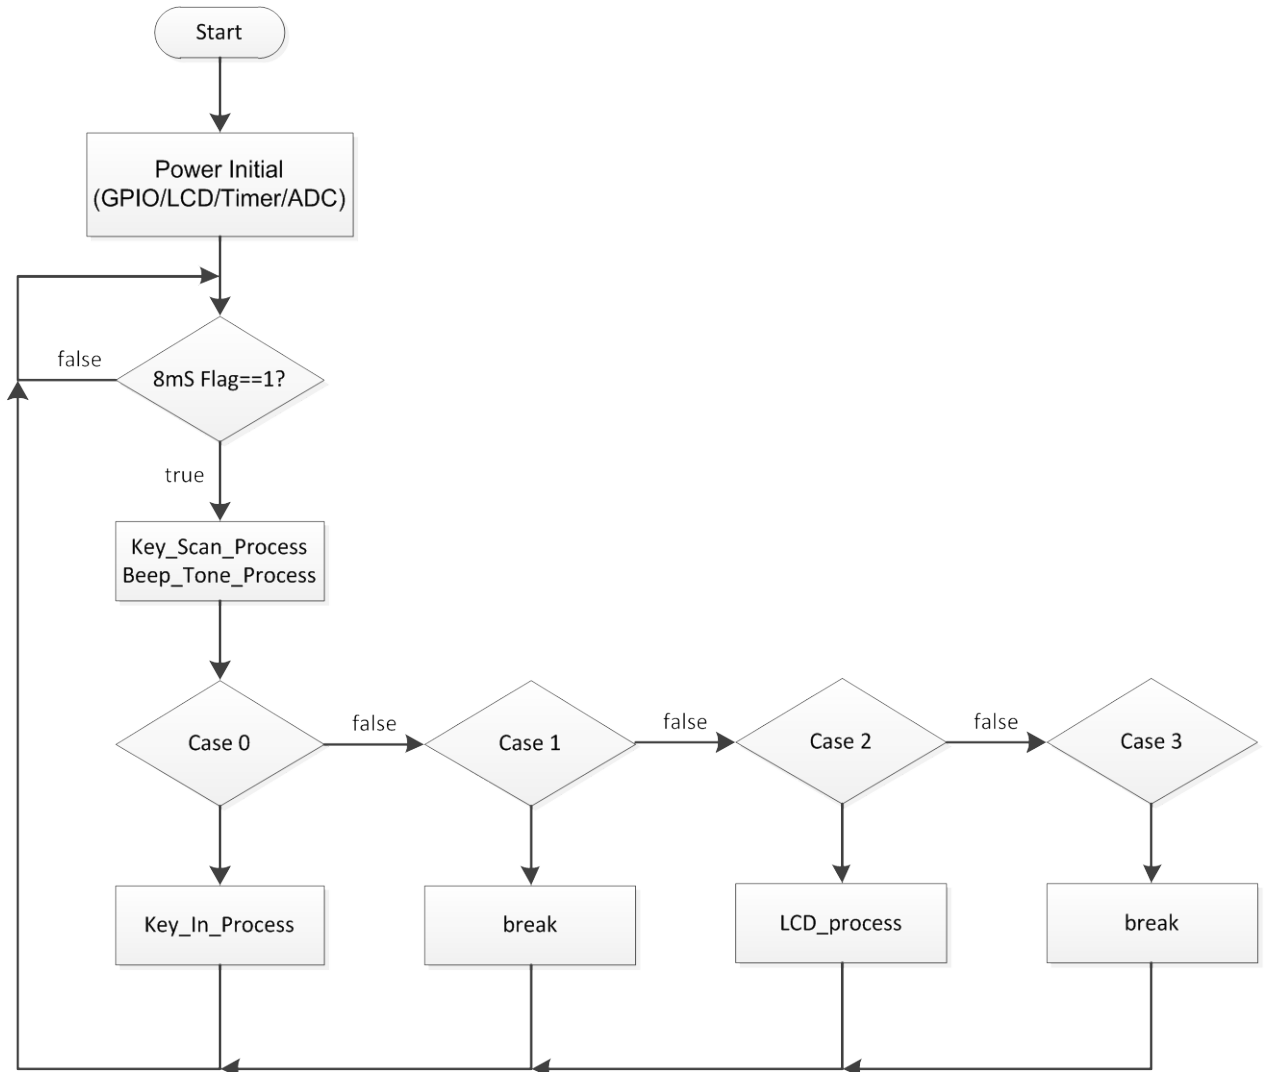 Start
Power Initial
(GPIO/LCD/Timer/ADC)
false
8mS Flag==1?
true
Key_Scan_Process
Beep_Tone_Process
Case 0
false
Case 1
false
Case 2
false
Case 3
Key_In_Process
break
LCD_process
break